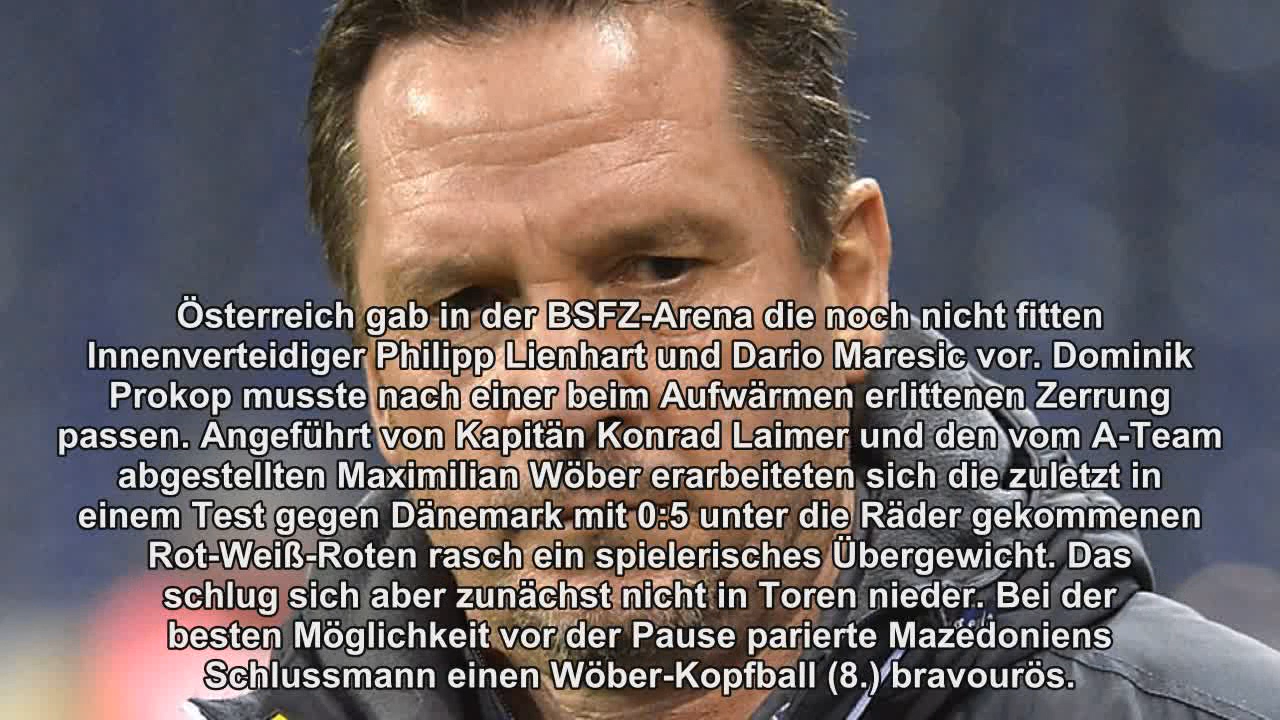 Österreich gab in der BSFZ-Arena die noch nicht fitten
Innenverteidiger Philipp Lienhart und Dario Maresic vor. Dominik
Prokop musste nach einer beim Aufwärmen erlittenen Zerrung
passen. Angeführt von Kapitän Konrad Laimer und den vom A-Team
abgestellten Maximilian Wöber erarbeiteten sich die zuletzt in
einem Test gegen Dänemark mit 0:5 unter die Räder gekommenen
Rot-Weiß-Roten rasch ein spielerisches Übergewicht. Das
schlug sich aber zunächst nicht in Toren nieder. Bei der
besten Möglichkeit vor der Pause parierte Mazedoniens
Schlussmann einen Wöber-Kopfball (8.) bravourös.